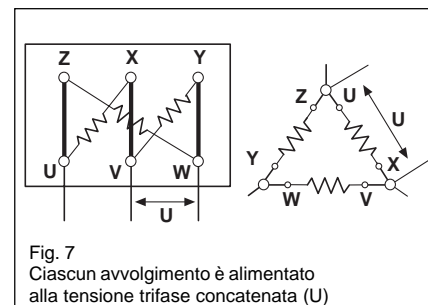 Z X Y
U V W
U
Z U
U
Y X
W V
Fig. 7
Ciascun avvolgimento è alimentato
alla tensione trifase concatenata (U)